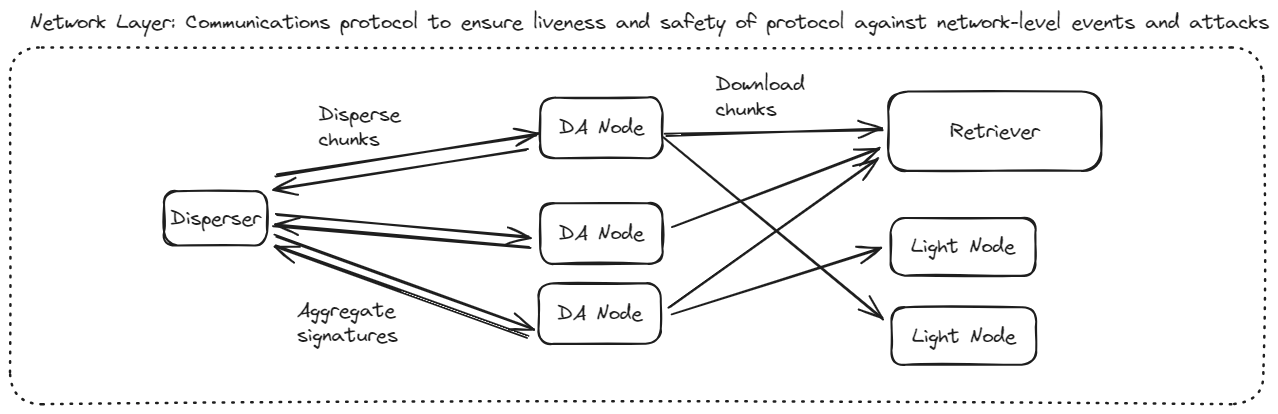 Network Layer: Communications protocol to ensure liveness and safety of protocol against network-level events and attacks
Disperse
chunks
Download
chunks
DA Node
Retriever
Disperser
DA Node
Light Node
DA Node
Aggregate
signatures
Light Node